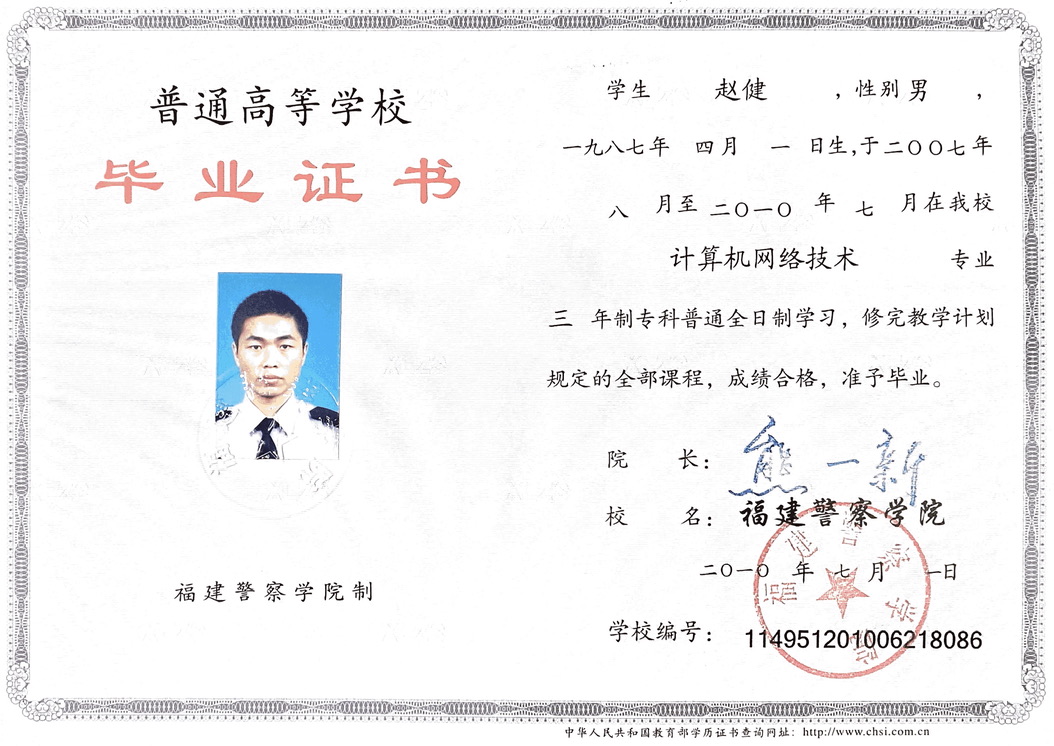 普通高等学校
毕业证书
福建警察学院制
学生 赵健 ，性别 男 ，
一九八七年 四月 一 日生,于二〇〇七年
八 月至 二〇一〇 年 七 月在我校
计算机网络技术 专业
三 年制专科普通全日制学习，修完教学计划
规定的全部课程，成绩合格，准予毕业。
院 长： 熊一新
校 名： 福建警察学院
二〇一〇 年 七 月 一日
学校编号： 114951201006218086
福建警察学院
中华人民共和国教育部学历证书查询网址：http://www.chsi.com.cn